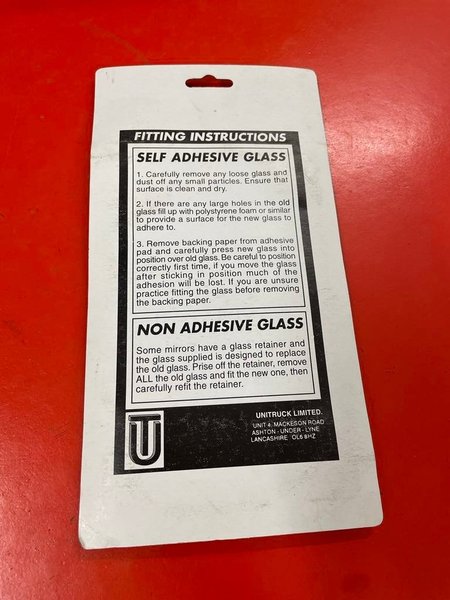 FITTING INSTRUCTIONS
SELF ADHESIVE GLASS
1. Carefully remove any loose glass and
dust off any small particles. Ensure that
surface is clean and dry.
2. If there are any large holes in the old
glass fill up with polystyrene foam or similar
to provide a surface for the new glass to
adhere to.
3. Remove backing paper from adhesive
pad and carefully press new glass into
position over old glass. Be careful to position
correctly first time, if you move the glass
after sticking in position much of the
adhesion will be lost. If you are unsure
practice fitting the glass before removing
the backing paper.
NON ADHESIVE GLASS
Some mirrors have a glass retainer and
the glass supplied is designed to replace
the old glass. Prise off the retainer, remove
ALL the old glass and fit the new one, then
carefully refit the retainer.
UNITRUCK LIMITED.
UNIT 4, MACKESON ROAD
ASHTON - UNDER - LYNE
LANCASHIRE OL6 8HZ